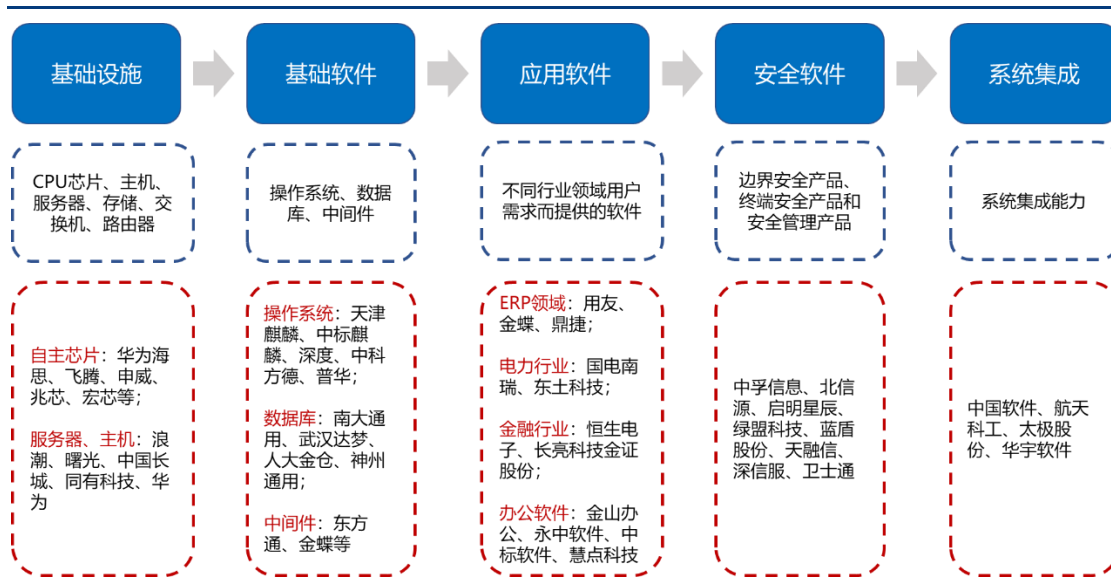 基础设施
基础软件
应用软件
安全软件
系统集成
CPU芯片、主机、
服务器、存储、交
换机、路由器
操作系统、数据
库、中间件
不同行业领域用户
需求而提供的软件
边界安全产品、
终端安全产品和
安全管理产品
系统集成能力
自主芯片：华为海
思、飞腾、申威、
兆芯、宏芯等；
服务器、主机：浪
潮、曙光、中国长
城、同有科技、华
为
操作系统：天津
麒麟、中标麒
麟、深度、中科
方德、普华；
数据库：南大通
用、武汉达梦、
人大金仓、神州
通用；
中间件：东方
通、金蝶等
ERP领域：用友、
金蝶、鼎捷；
电力行业：国电南
瑞、东土科技；
金融行业：恒生电
子、长亮科技金证
股份；
办公软件：金山办
公、永中软件、中
标软件、慧点科技
中孚信息、北信
源、启明星辰、
绿盟科技、蓝盾
股份、天融信、
深信服、卫士通
中国软件、航天
科工、太极股
份、华宇软件